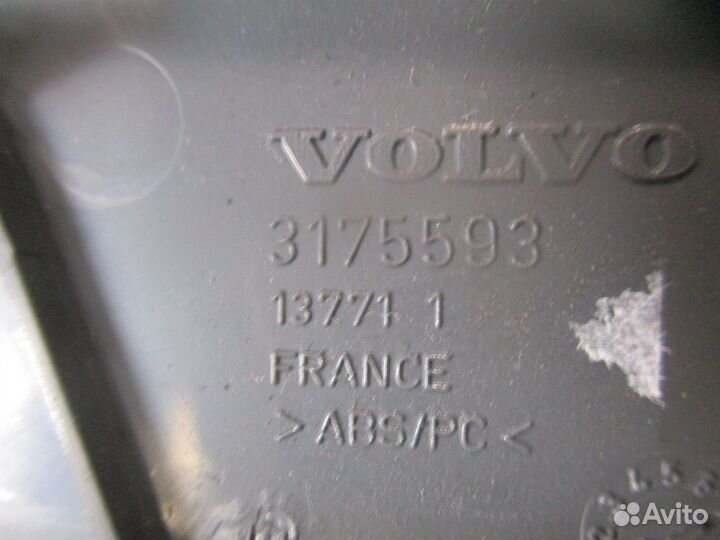 VOLVO
3175593
13771 1
FRANCE
>ABS/PC<
Avito